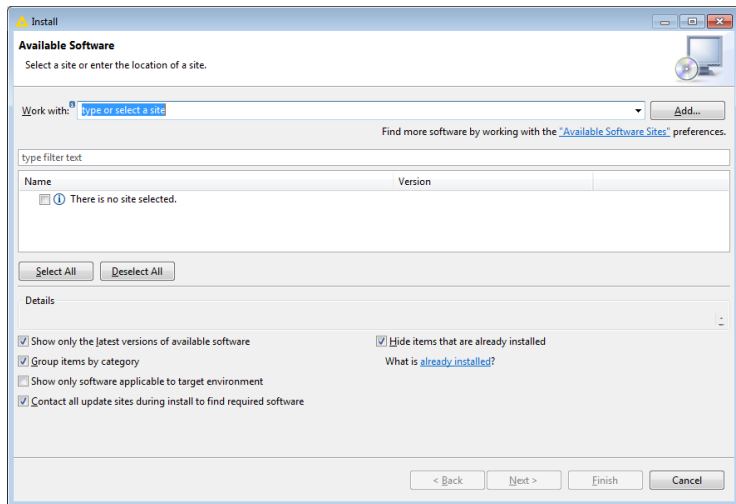 Install
Available Software
Select a site or enter the location of a site.
Work with: type or select a site Add...
Find more software by working with the "Available Software Sites" preferences.
type filter text
Name Version
There is no site selected.
Select All Deselect All
Details
Show only the latest versions of available software Hide items that are already installed
Group items by category What is already installed?
Show only software applicable to target environment
Contact all update sites during install to find required software
< Back Next > Finish Cancel